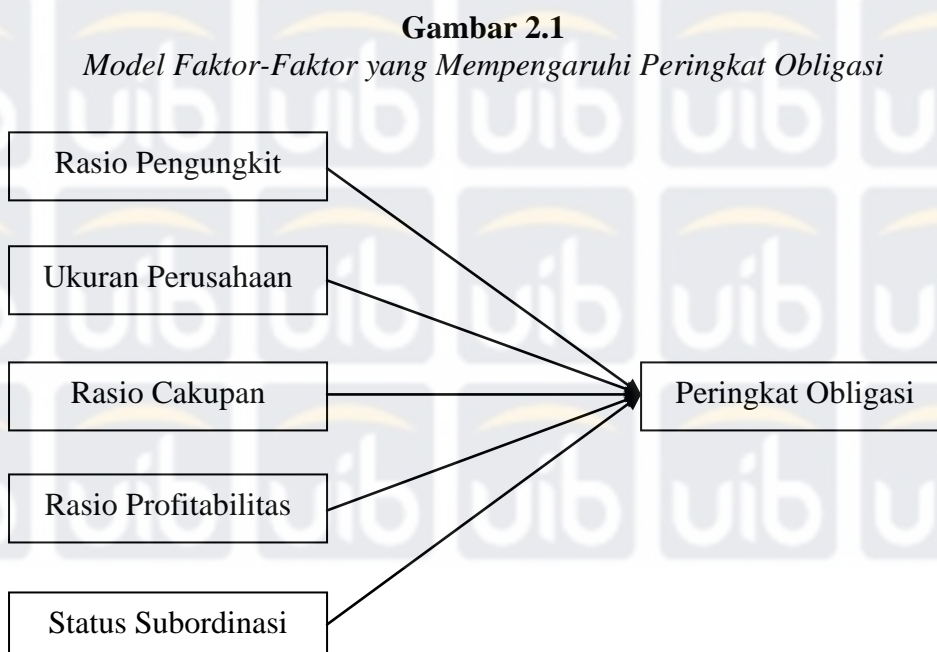 Gambar 2.1
Model Faktor-Faktor yang Mempengaruhi Peringkat Obligasi
Rasio Pengungkit
Ukuran Perusahaan
Rasio Cakupan
Peringkat Obligasi
Rasio Profitabilitas
Status Subordinasi
uib